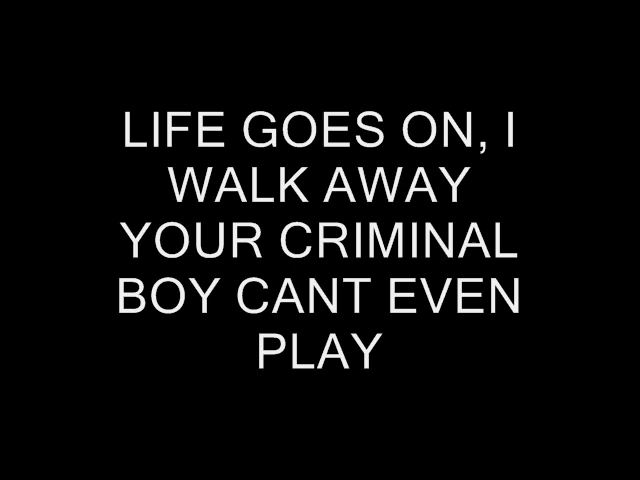 LIFE GOES ON, I
WALK AWAY
YOUR CRIMINAL
BOY CANT EVEN
PLAY